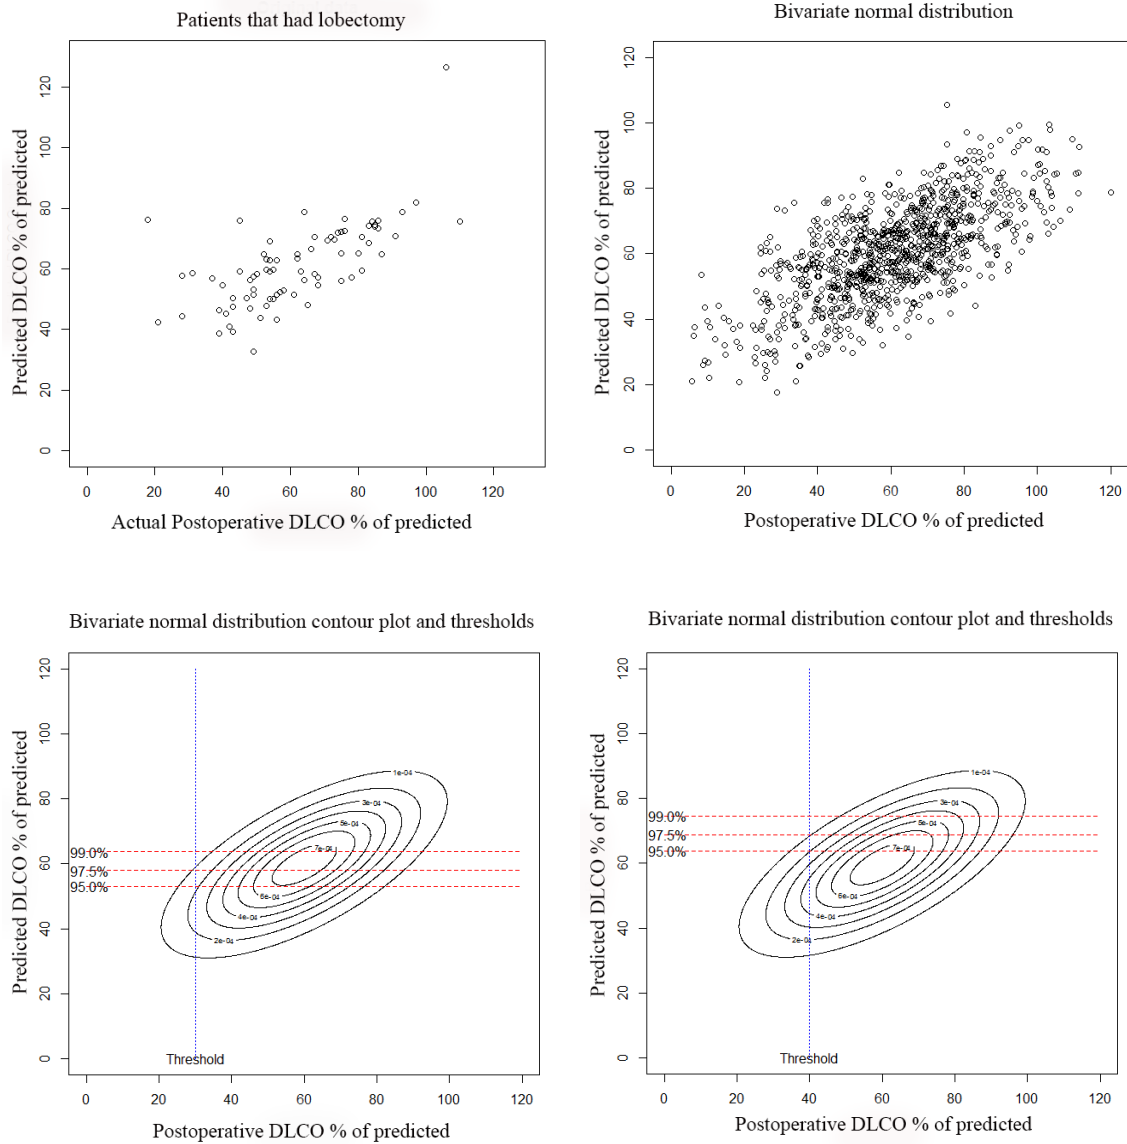 Patients that had lobectomy
Predicted DLCO % of predicted
0 20 40 60 80 100 120
0 20 40 60 80 100 120
Actual Postoperative DLCO % of predicted
Bivariate normal distribution
Predicted DLCO % of predicted
0 20 40 60 80 100 120
0 20 40 60 80 100 120
Postoperative DLCO % of predicted
Bivariate normal distribution contour plot and thresholds
Predicted DLCO % of predicted
0 20 40 60 80 100 120
99.0%
97.5%
95.0%
1e-04
3e-04
5e-04
7e-04
6e-04
4e-04
2e-04
Threshold
0 20 40 60 80 100 120
Postoperative DLCO % of predicted
Bivariate normal distribution contour plot and thresholds
Predicted DLCO % of predicted
0 20 40 60 80 100 120
99.0%
97.5%
95.0%
1e-04
3e-04
5e-04
7e-04
6e-04
4e-04
2e-04
Threshold
0 20 40 60 80 100 120
Postoperative DLCO % of predicted